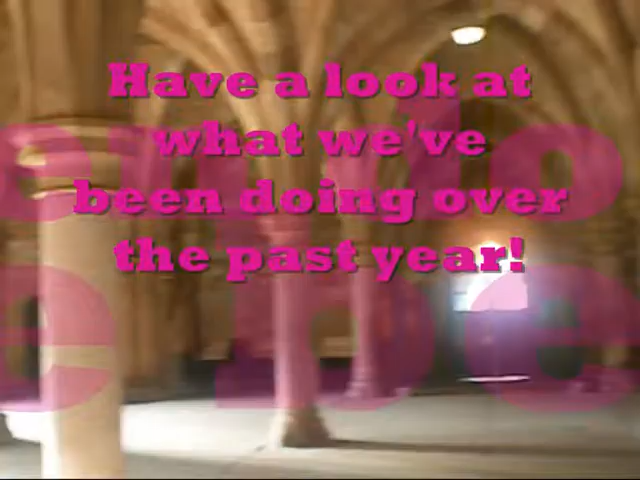 Have a look at
what we've
been doing over
the past year!